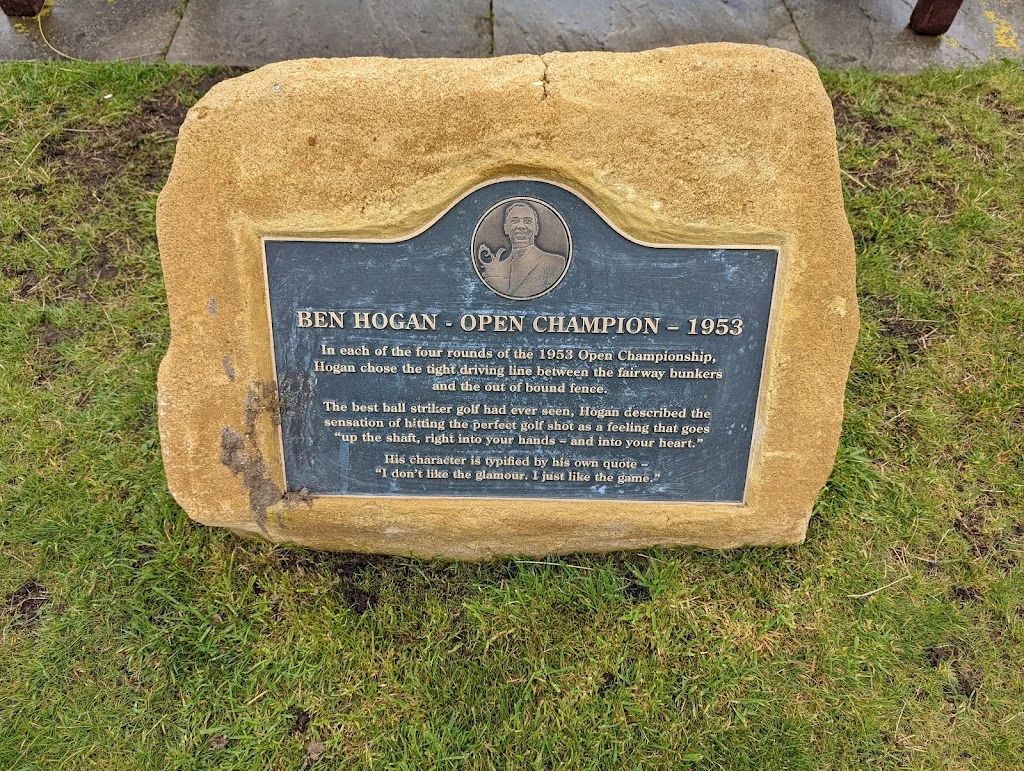 BEN HOGAN - OPEN CHAMPION – 1953
In each of the four rounds of the 1953 Open Championship,
Hogan chose the tight driving line between the fairway bunkers
and the out of bound fence.
The best ball striker golf had ever seen, Hogan described the
sensation of hitting the perfect golf shot as a feeling that goes
“up the shaft, right into your hands – and into your heart.”
His character is typified by his own quote –
“I don’t like the glamour. I just like the game.”